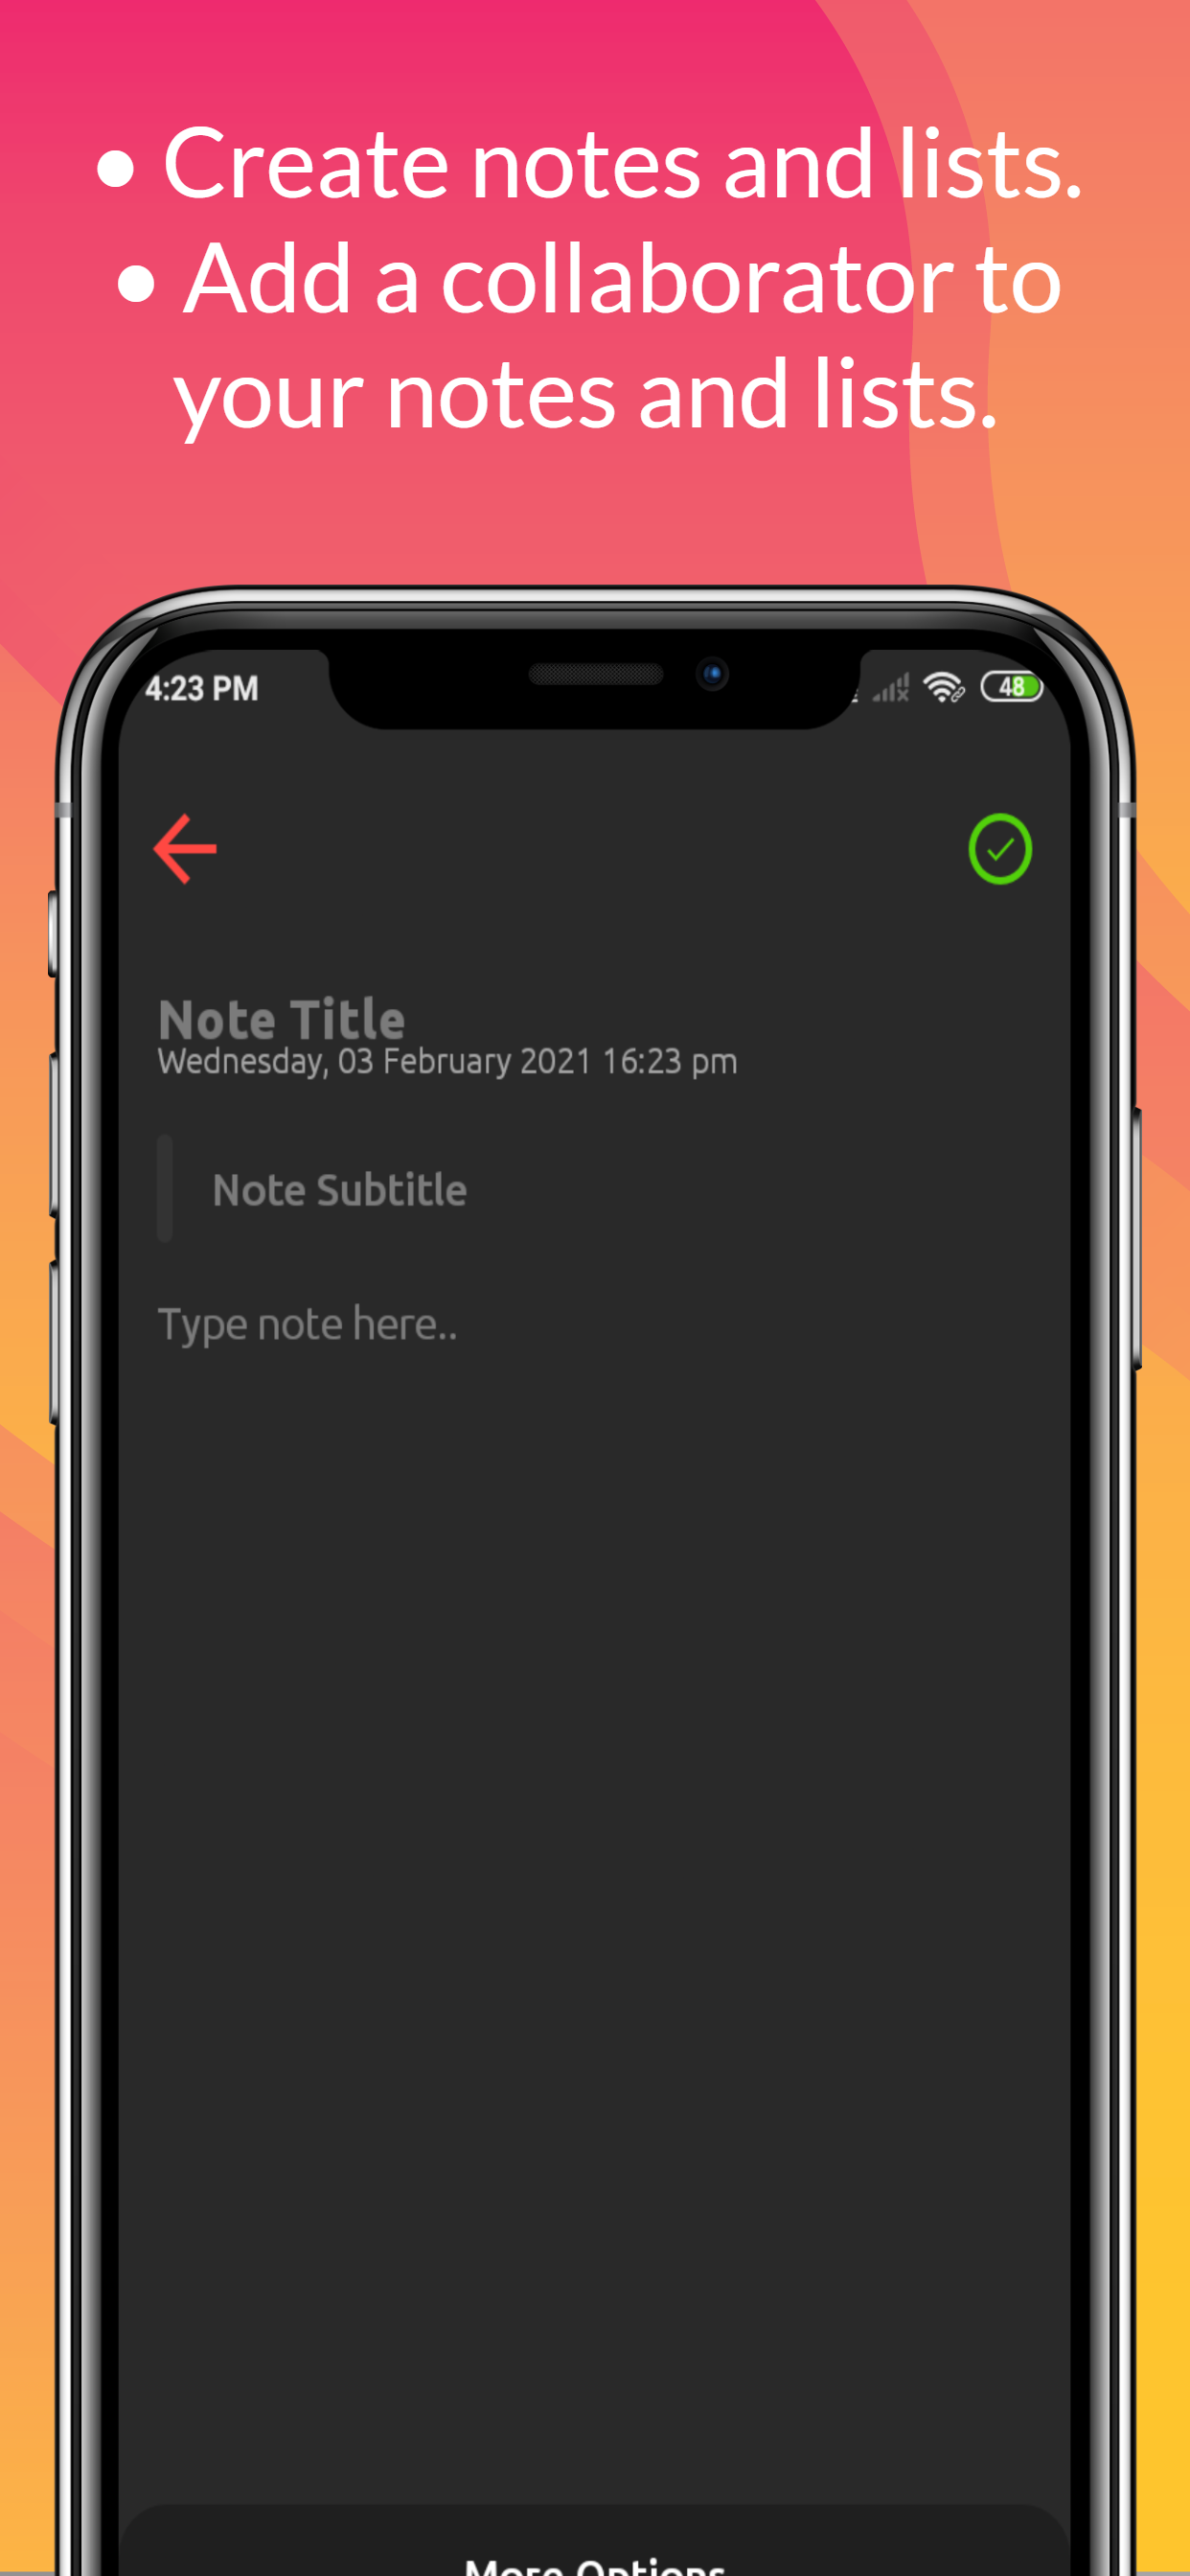 • Create notes and lists.
• Add a collaborator to
your notes and lists.
4:23 PM
48
Note Title
Wednesday, 03 February 2021 16:23 pm
Note Subtitle
Type note here..
More Options